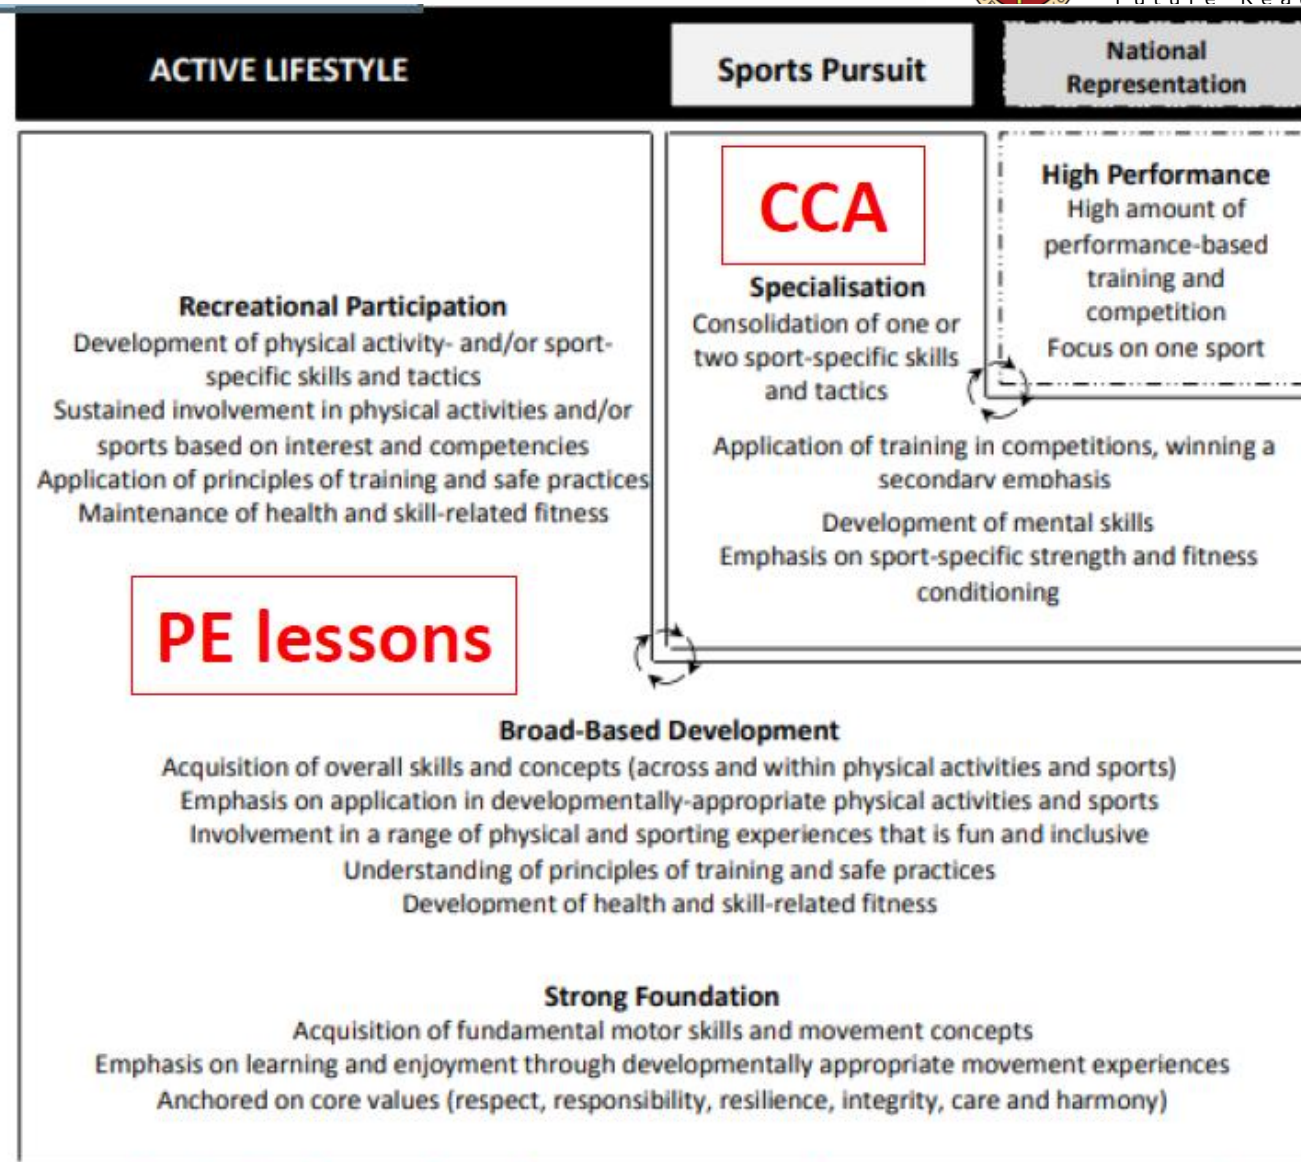 Future Rea
ACTIVE LIFESTYLE
Sports Pursuit
National
Representation
Recreational Participation
Development of physical activity- and/or sport-
specific skills and tactics
Sustained involvement in physical activities and/or
sports based on interest and competencies
Application of principles of training and safe practices
Maintenance of health and skill-related fitness
PE lessons
CCA
Specialisation
Consolidation of one or
two sport-specific skills
and tactics
Application of training in competitions, winning a
secondary emphasis
Development of mental skills
Emphasis on sport-specific strength and fitness
conditioning
High Performance
High amount of
performance-based
training and
competition
Focus on one sport
Broad-Based Development
Acquisition of overall skills and concepts (across and within physical activities and sports)
Emphasis on application in developmentally-appropriate physical activities and sports
Involvement in a range of physical and sporting experiences that is fun and inclusive
Understanding of principles of training and safe practices
Development of health and skill-related fitness
Strong Foundation
Acquisition of fundamental motor skills and movement concepts
Emphasis on learning and enjoyment through developmentally appropriate movement experiences
Anchored on core values (respect, responsibility, resilience, integrity, care and harmony)